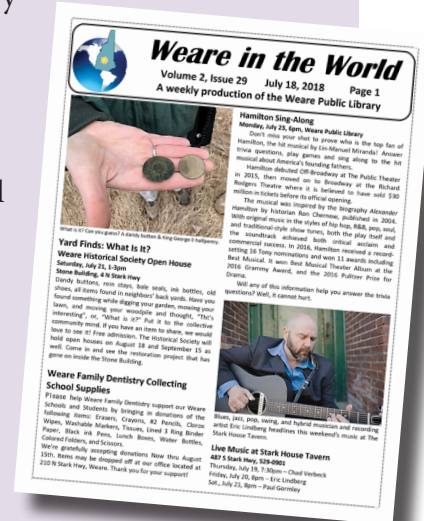 y
l
Weare in the World
Volume 2, Issue 29 July 18, 2018 Page 1
A weekly production of the Weare Public Library
What is it? Can you guess? A dandy button & King George II halfpenny.
Yard Finds: What Is It?
Weare Historical Society Open House
Saturday, July 21, 1-3pm
Stone Building, 4 N Stark Hwy
Dandy buttons, rein stays, bale seals, ink bottles, old
shoes, all items found in neighbors' back yards. Have you
found something while digging your garden, mowing your
lawn, and moving your woodpile and thought, "Tht's
interesting", or, "What is it?" Put it to the collective
community mind. If you have an item to share, we would
love to see it! Free admission. The Historical Society will
hold open houses on August 18 and September 15 as
well. Come in and see the restoration project that has
gone on inside the Stone Building.
Weare Family Dentistry Collecting
School Supplies
Please help Weare Family Dentistry support our Weare
Schools and Students by bringing in donations of the
following items: Erasers, Crayons, #2 Pencils, Clorox
Wipes, Washable Markers, Tissues, Lined 3 Ring Binder
Paper, Black ink Pens, Lunch Boxes, Water Bottles,
Colored Folders, and Scissors.
We're gratefully accepting donations Now thru August
15th. Items may be dropped off at our office located at
210 N Stark Hwy, Weare. Thank you for your support!
Hamilton Sing-Along
Monday, July 23, 6pm, Weare Public Library
Don't miss your shot to prove who is the top fan of
Hamilton, the hit musical by Lin-Manuel Miranda! Answer
trivia questions, play games and sing along to the hit
musical about America's founding fathers.
Hamilton debuted Off-Broadway at The Public Theater
in 2015, then moved on to Broadway at the Richard
Rodgers Theatre where it is believed to have sold $30
million in tickets before its official opening.
The musical was inspired by the biography Alexander
Hamilton by historian Ron Chernow, published in 2004.
With original music in the styles of hip hop, R&B, pop, soul,
and traditional-style show tunes, both the play itself and
the soundtrack achieved both critical acclaim and
commercial success. In 2016, Hamilton received a record-
setting 16 Tony nominations and won 11 awards including
Best Musical. It won Best Musical Theater Album at the
2016 Grammy Award, and the 2016 Pulitzer Prize for
Drama.
Will any of this information help you answer the trivia
questions? Well, it cannot hurt.
Blues, jazz, pop, swing, and hybrid musician and recording
artist Eric Lindberg headlines this weekend's music at The
Stark House Tavern.
Live Music at Stark House Tavern
487 S Stark Hwy, 529-0901
Thursday, July 19, 7:30pm – Chad Verbeck
Friday, July 20, 8pm – Eric Lindberg
Sat., July 21, 8pm – Paul Gormley